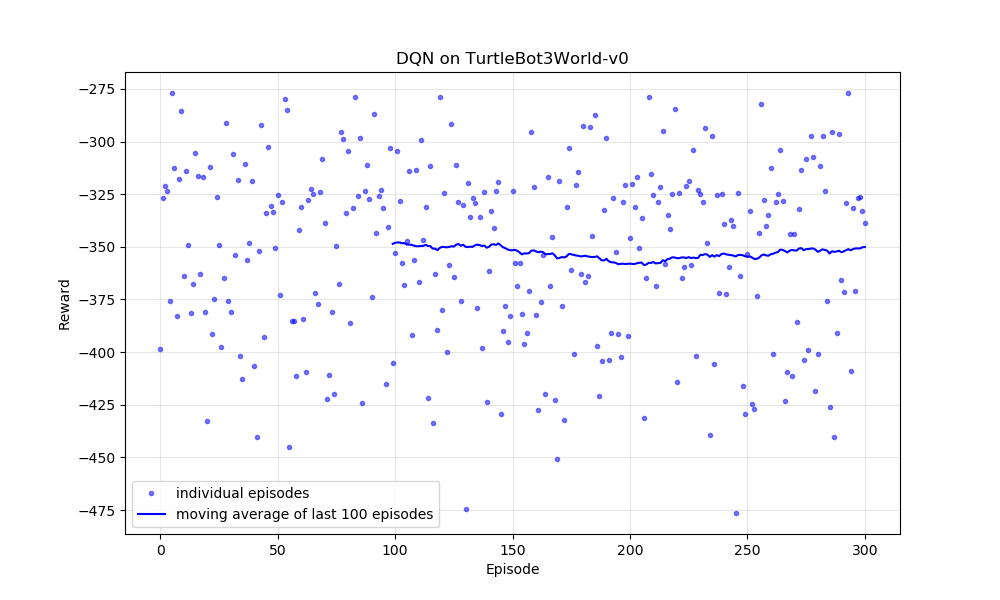 DQN on TurtleBot3World-v0
−275
−300
−325
−350
−375
−400
−425
−450
−475
Reward
individual episodes
moving average of last 100 episodes
0 50 100 150 200 250 300
Episode